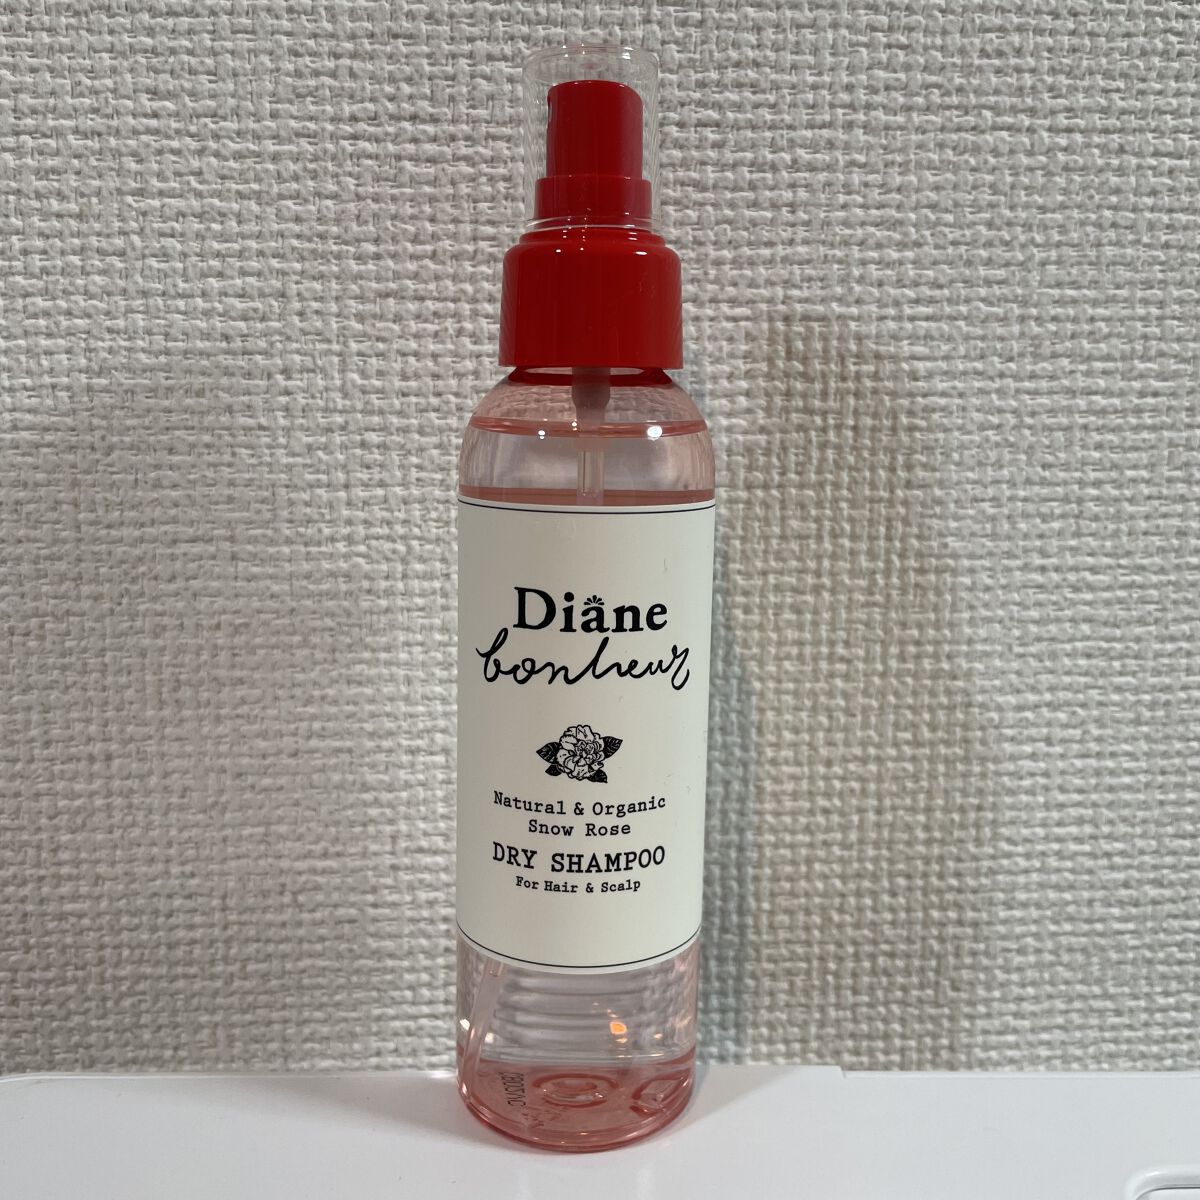 Diane
bonheur
Natural & Organic
Snow Rose
DRY SHAMPOO
For Hair & Scalp